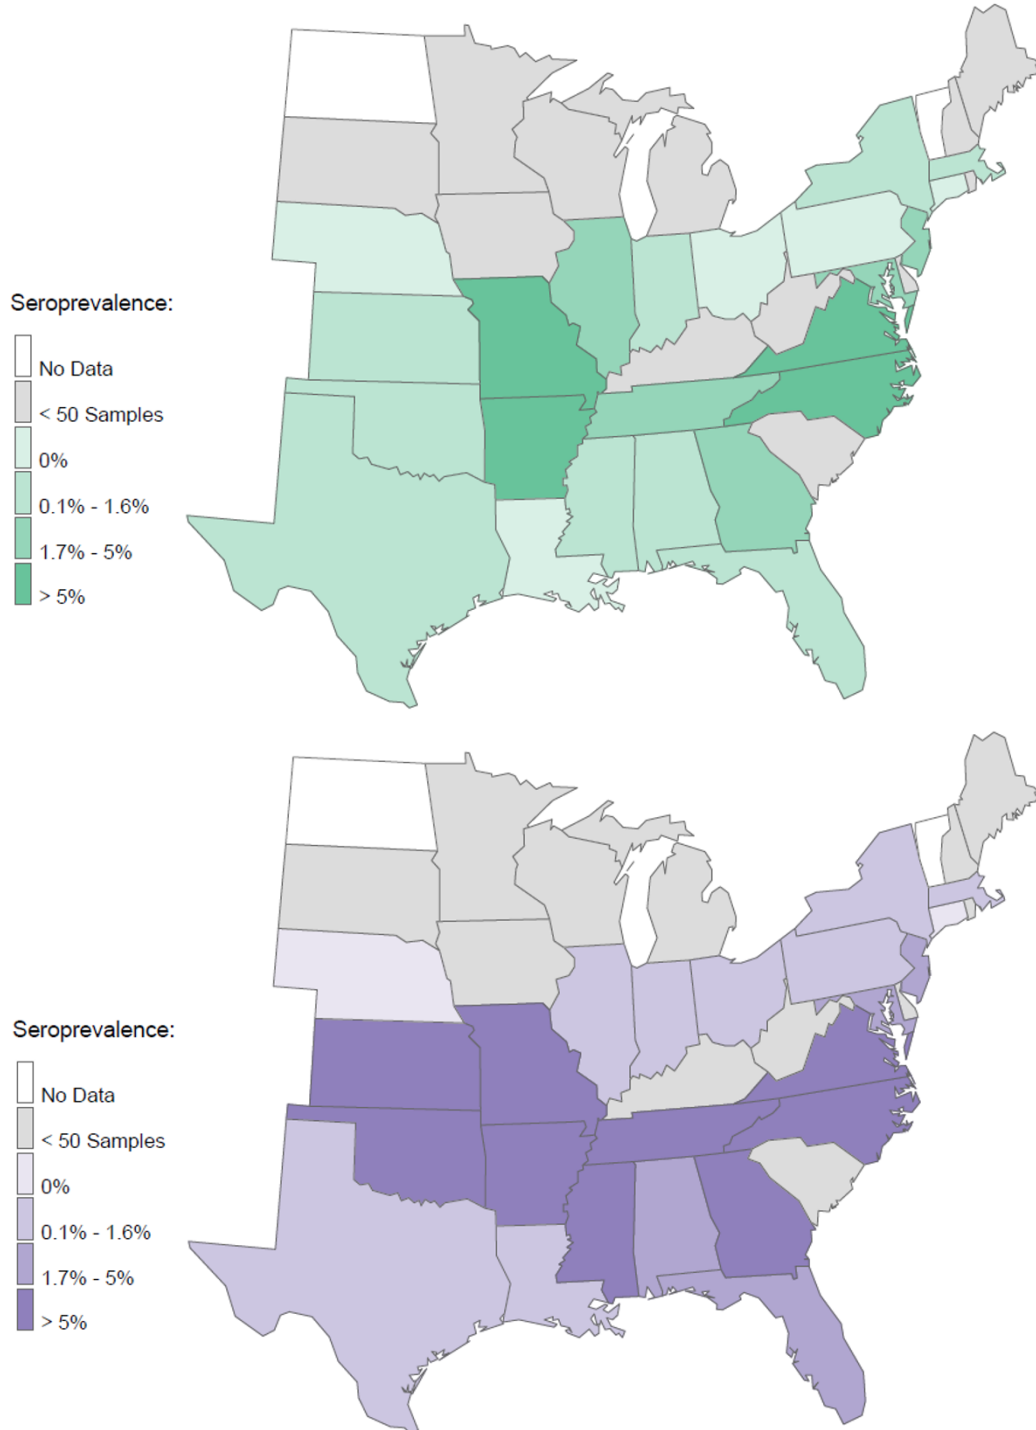 Seroprevalence:
No Data
< 50 Samples
0%
0.1% - 1.6%
1.7% - 5%
> 5%
Seroprevalence:
No Data
< 50 Samples
0%
0.1% - 1.6%
1.7% - 5%
> 5%